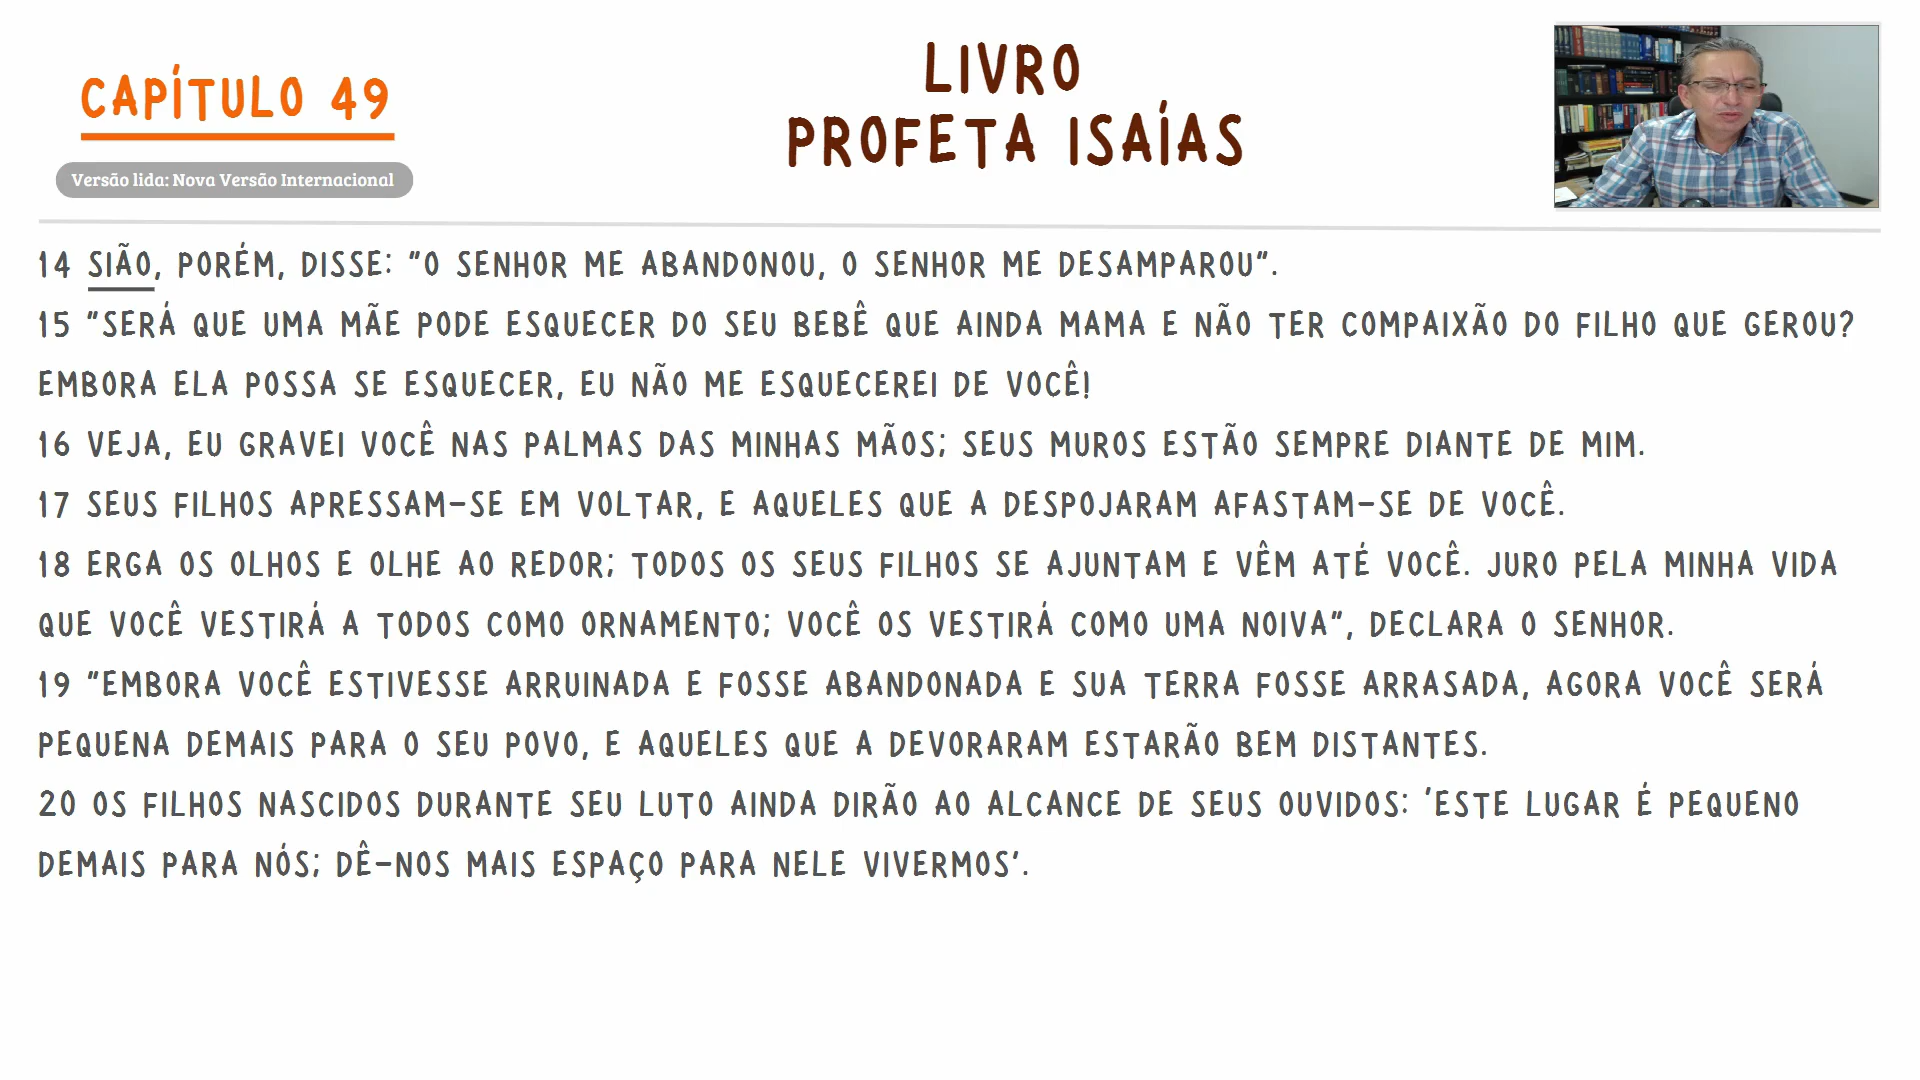 CAPÍTULO 49
Versão lida: Nova Versão Internacional
LIVRO
PROFETA ISAÍAS
14 SIÃO, PORÉM, DISSE: "O SENHOR ME ABANDONOU, O SENHOR ME DESAMPAROU".
15 "SERÁ QUE UMA MÃE PODE ESQUECER DO SEU BEBÊ QUE AINDA MAMA E NÃO TER COMPAIXÃO DO FILHO QUE GEROU?
EMBORA ELA POSSA SE ESQUECER, EU NÃO ME ESQUECEREI DE VOCÊ!
16 VEJA, EU GRAVEI VOCÊ NAS PALMAS DAS MINHAS MÃOS; SEUS MUROS ESTÃO SEMPRE DIANTE DE MIM.
17 SEUS FILHOS APRESSAM-SE EM VOLTAR, E AQUELES QUE A DESPOJARAM AFASTAM-SE DE VOCÊ.
18 ERGA OS OLHOS E OLHE AO REDOR; TODOS OS SEUS FILHOS SE AJUNTAM E VÊM ATÉ VOCÊ. JURO PELA MINHA VIDA
QUE VOCÊ VESTIRÁ A TODOS COMO ORNAMENTO; VOCÊ OS VESTIRÁ COMO UMA NOIVA", DECLARA O SENHOR.
19 "EMBORA VOCÊ ESTIVESSE ARRUINADA E FOSSE ABANDONADA E SUA TERRA FOSSE ARRASADA, AGORA VOCÊ SERÁ
PEQUENA DEMAIS PARA O SEU POVO, E AQUELES QUE A DEVORARAM ESTARÃO BEM DISTANTES.
20 OS FILHOS NASCIDOS DURANTE SEU LUTO AINDA DIRÃO AO ALCANCE DE SEUS OUVIDOS: 'ESTE LUGAR É PEQUENO
DEMAIS PARA NÓS; DÊ-NOS MAIS ESPAÇO PARA NELE VIVERMOS'.